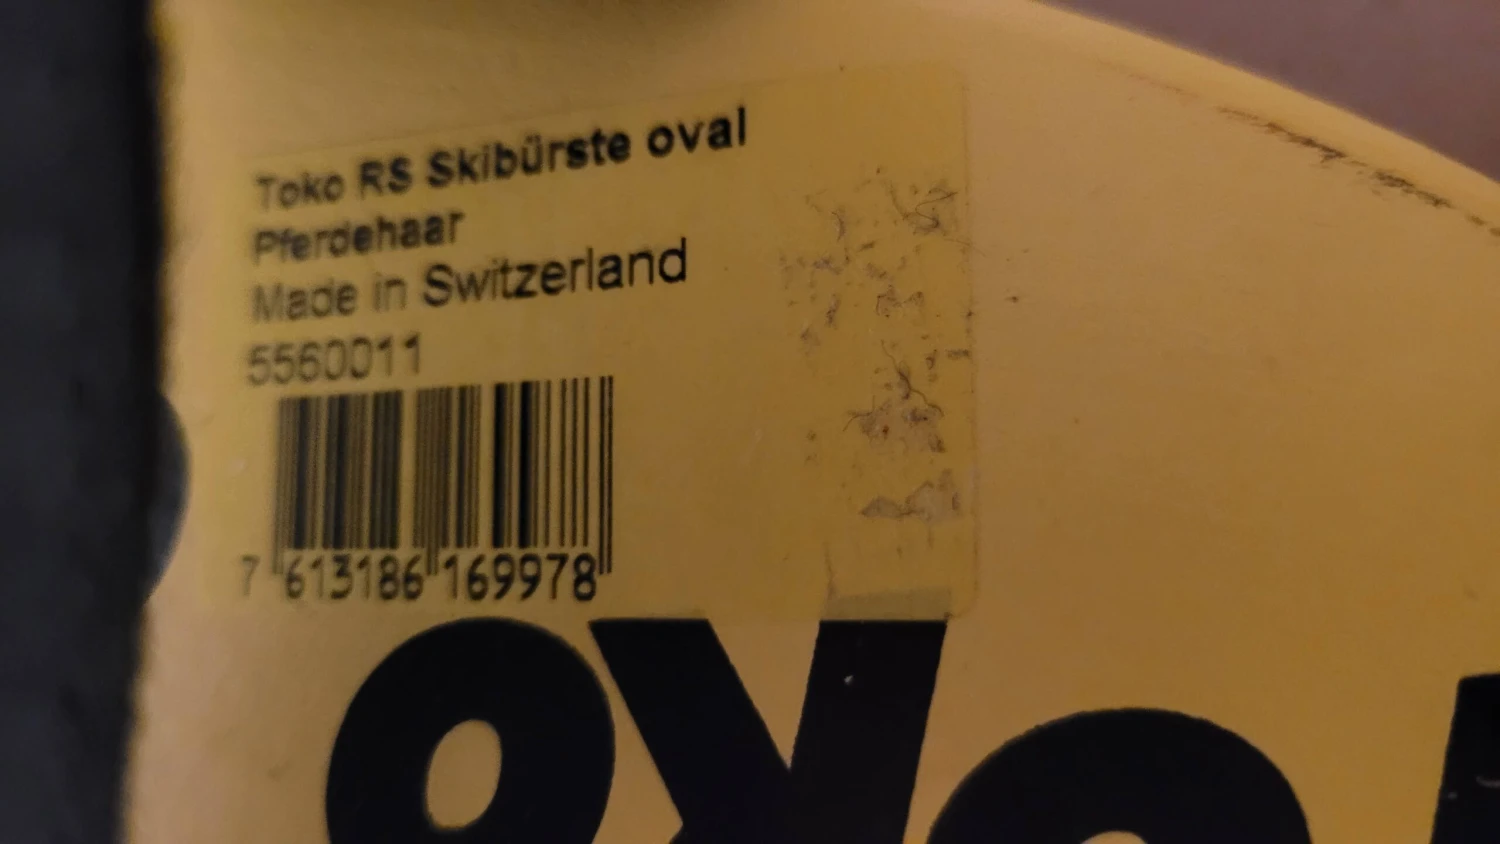 Toko RS Skibürste oval
Pferdehaar
Made in Switzerland
5560011
7 613186 169978